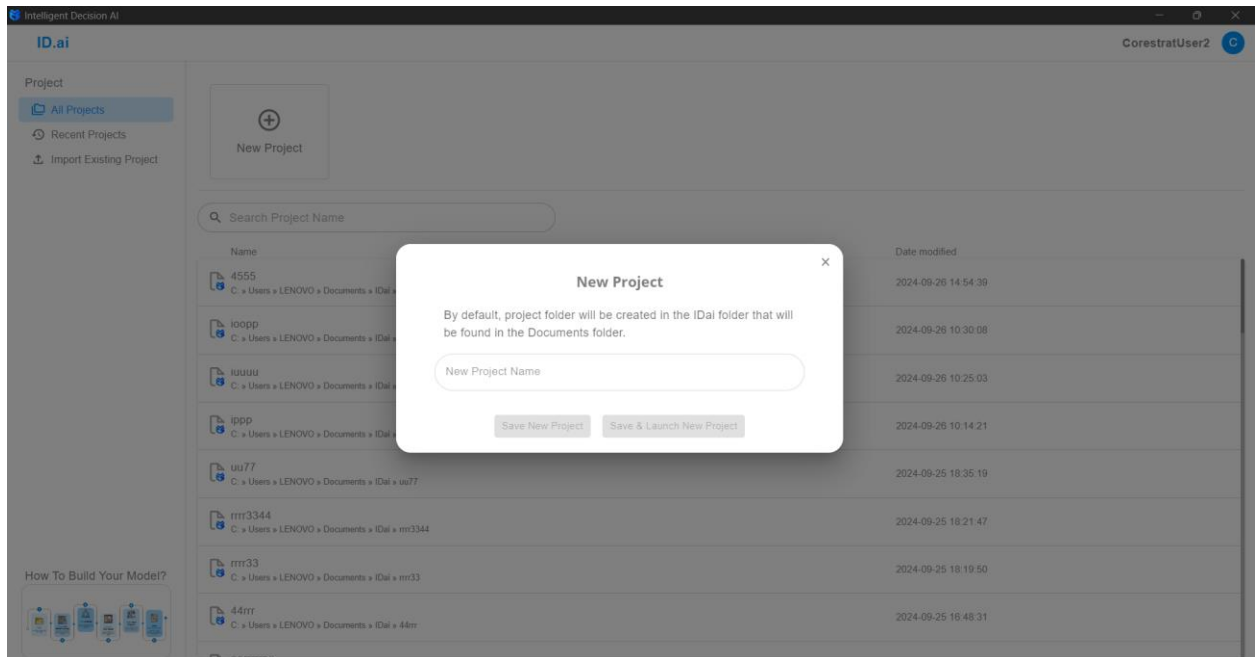 Intelligent Decision AI
ID.ai
CorestratUser2
C
Project
All Projects
Recent Projects
Import Existing Project
New Project
Search Project Name
Name
Date modified
4555
C: » Users » LENOVO » Documents » IDai »
2024-09-26 14:54:39
ioopp
C: » Users » LENOVO » Documents » IDai »
2024-09-26 10:30:08
iuuuu
C: » Users » LENOVO » Documents » IDai »
2024-09-26 10:25:03
ippp
C: » Users » LENOVO » Documents » IDai »
2024-09-26 10:14:21
uu77
C: » Users » LENOVO » Documents » IDai » uu77
2024-09-25 18:35:19
rrrr3344
C: » Users » LENOVO » Documents » IDai » rrrr3344
2024-09-25 18:21:47
rrrr33
C: » Users » LENOVO » Documents » IDai » rrrr33
2024-09-25 18:19:50
44rrr
C: » Users » LENOVO » Documents » IDai » 44rrr
2024-09-25 16:48:31
New Project
By default, project folder will be created in the IDai folder that will
be found in the Documents folder.
New Project Name
Save New Project
Save & Launch New Project
How To Build Your Model?